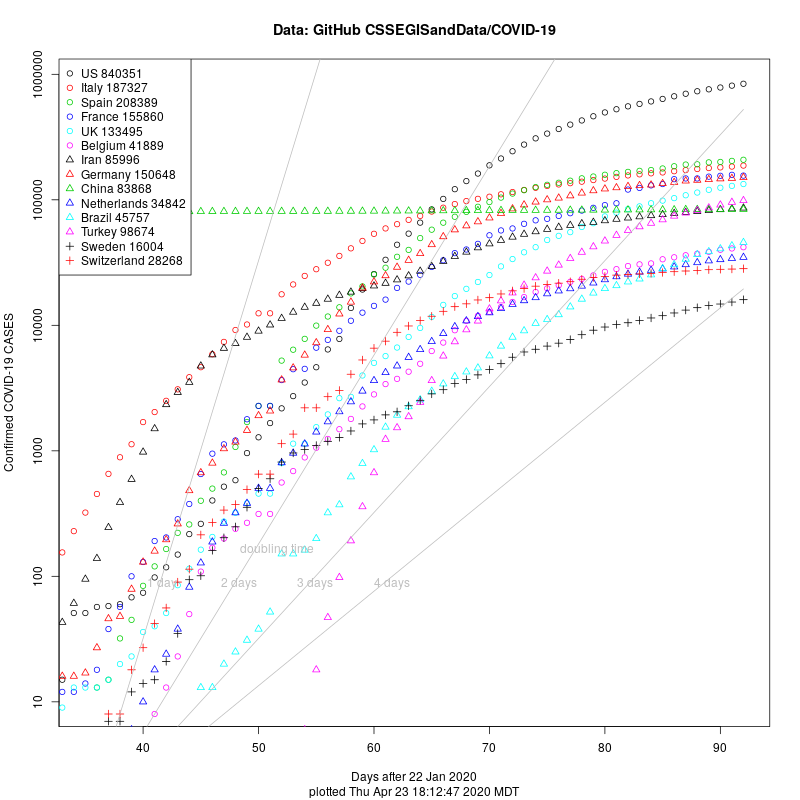 Data: GitHub CSSEGISandData/COVID-19
1000000
100000
10000
1000
100
10
Confirmed COVID-19 CASES
US 840351
Italy 187327
Spain 208389
France 155860
UK 133495
Belgium 41889
Iran 85996
Germany 150648
China 83868
Netherlands 34842
Brazil 45757
Turkey 98674
Sweden 16004
Switzerland 28268
doubling time
1 day
2 days
3 days
4 days
40
50
60
70
80
90
Days after 22 Jan 2020
plotted Thu Apr 23 18:12:47 2020 MDT